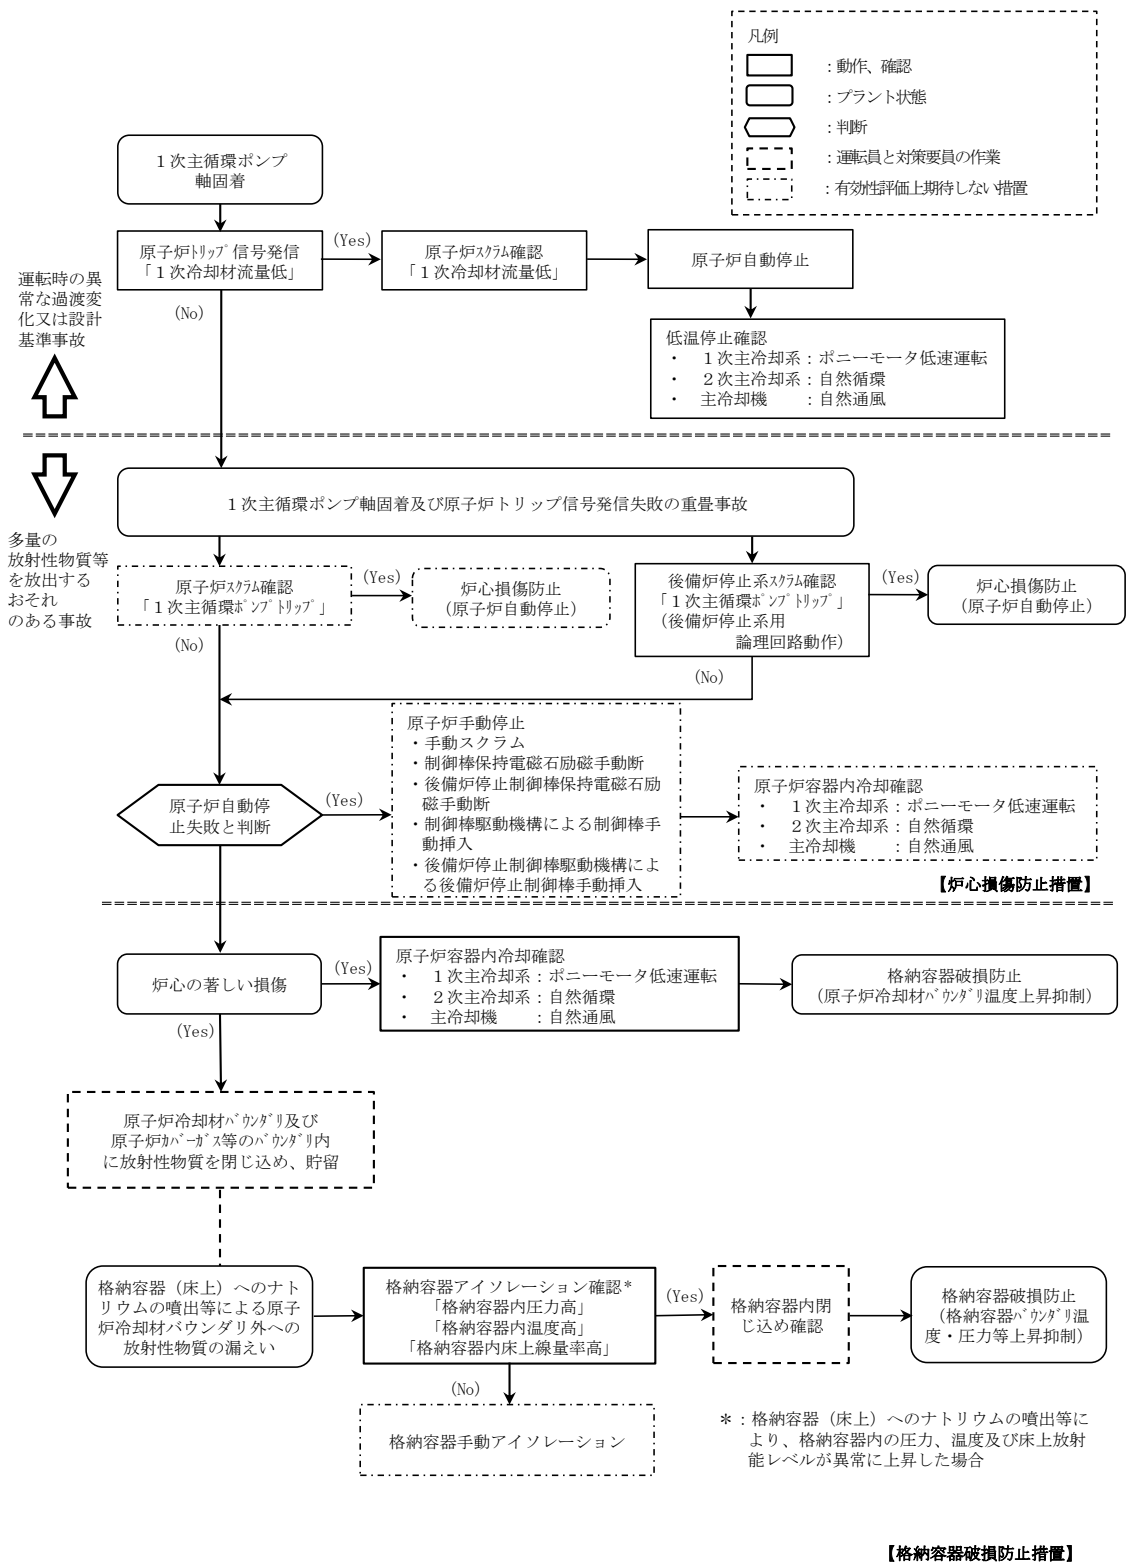 凡例
：動作、確認
：プラント状態
：判断
：運転員と対策要員の作業
：有効性評価上期待しない措置
１次主循環ポンプ
軸固着
原子炉ﾄﾘｯﾌﾟ信号発信
「１次冷却材流量低」
(Yes)
原子炉ｽｸﾗﾑ確認
「１次冷却材流量低」
原子炉自動停止
(No)
運転時の異
常な過渡変
化又は設計
基準事故
低温停止確認
・　１次主冷却系：ポニーモータ低速運転
・　２次主冷却系：自然循環
・　主冷却機　　：自然通風
１次主循環ポンプ軸固着及び原子炉トリップ信号発信失敗の重畳事故
多量の
放射性物質等
を放出する
おそれ
のある事故
原子炉ｽｸﾗﾑ確認
「１次主循環ﾎﾟﾝﾌﾟﾄﾘｯﾌﾟ」
(Yes)
炉心損傷防止
（原子炉自動停止）
後備炉停止系ｽｸﾗﾑ確認
「１次主循環ﾎﾟﾝﾌﾟﾄﾘｯﾌﾟ」
（後備炉停止系用
論理回路動作）
(Yes)
炉心損傷防止
（原子炉自動停止）
(No)
(No)
原子炉自動停
止失敗と判断
(Yes)
原子炉手動停止
・手動スクラム
・制御棒保持電磁石励磁手動断
・後備炉停止制御棒保持電磁石励
磁手動断
・制御棒駆動機構による制御棒手
動挿入
・後備炉停止制御棒駆動機構によ
る後備炉停止制御棒手動挿入
原子炉容器内冷却確認
・　１次主冷却系：ポニーモータ低速運転
・　２次主冷却系：自然循環
・　主冷却機　　：自然通風
【炉心損傷防止措置】
炉心の著しい損傷
(Yes)
原子炉容器内冷却確認
・　１次主冷却系：ポニーモータ低速運転
・　２次主冷却系：自然循環
・　主冷却機　　：自然通風
格納容器破損防止
（原子炉冷却材ﾊﾞｳﾝﾀﾞﾘ温度上昇抑制）
(Yes)
原子炉冷却材ﾊﾞｳﾝﾀﾞﾘ及び
原子炉ｶﾊﾞｰｶﾞｽ等のﾊﾞｳﾝﾀﾞﾘ内
に放射性物質を閉じ込め、貯留
格納容器（床上）へのナト
リウムの噴出等による原子
炉冷却材バウンダリ外への
放射性物質の漏えい
格納容器アイソレーション確認*
「格納容器内圧力高」
「格納容器内温度高」
「格納容器内床上線量率高」
(Yes)
格納容器内閉
じ込め確認
格納容器破損防止
（格納容器ﾊﾞｳﾝﾀﾞﾘ温
度・圧力等上昇抑制）
(No)
格納容器手動アイソレーション
＊：格納容器（床上）へのナトリウムの噴出等に
より、格納容器内の圧力、温度及び床上放射
能レベルが異常に上昇した場合
【格納容器破損防止措置】